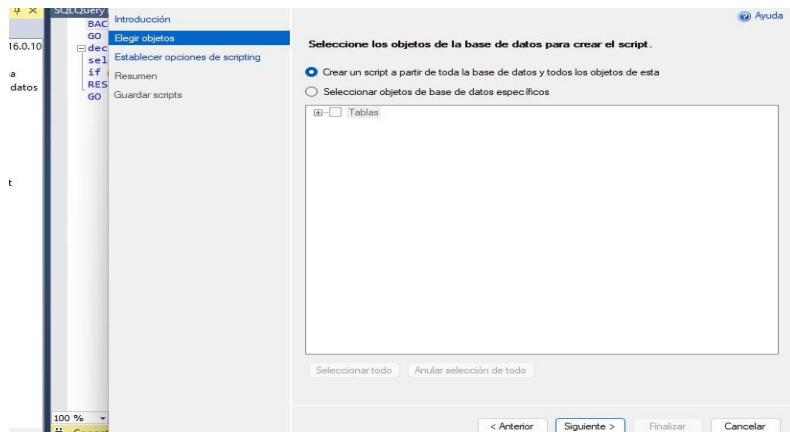 SQLQuery
BAC
GO
16.0.10
dec
sel
a
if
datos
RES
GO
t
100 %
Introducción
Elegir objetos
Establecer opciones de scripting
Resumen
Guardar scripts
Ayuda
Seleccione los objetos de la base de datos para crear el script.
Crear un script a partir de toda la base de datos y todos los objetos de esta
Seleccionar objetos de base de datos específicos
Tablas
Seleccionar todo Anular selección de todo
< Anterior Siguiente > Finalizar Cancelar